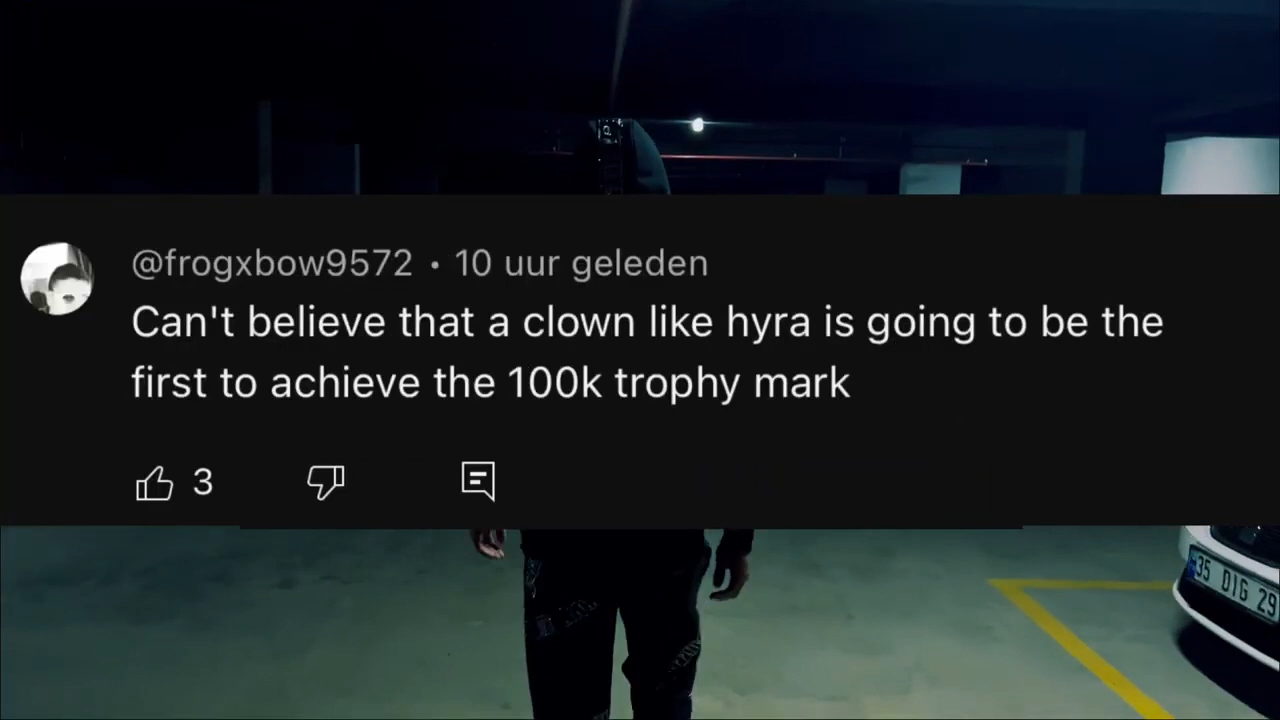 @frogxbow9572 • 10 uur geleden
Can't believe that a clown like hyra is going to be the
first to achieve the 100k trophy mark
3
35 DIG 29